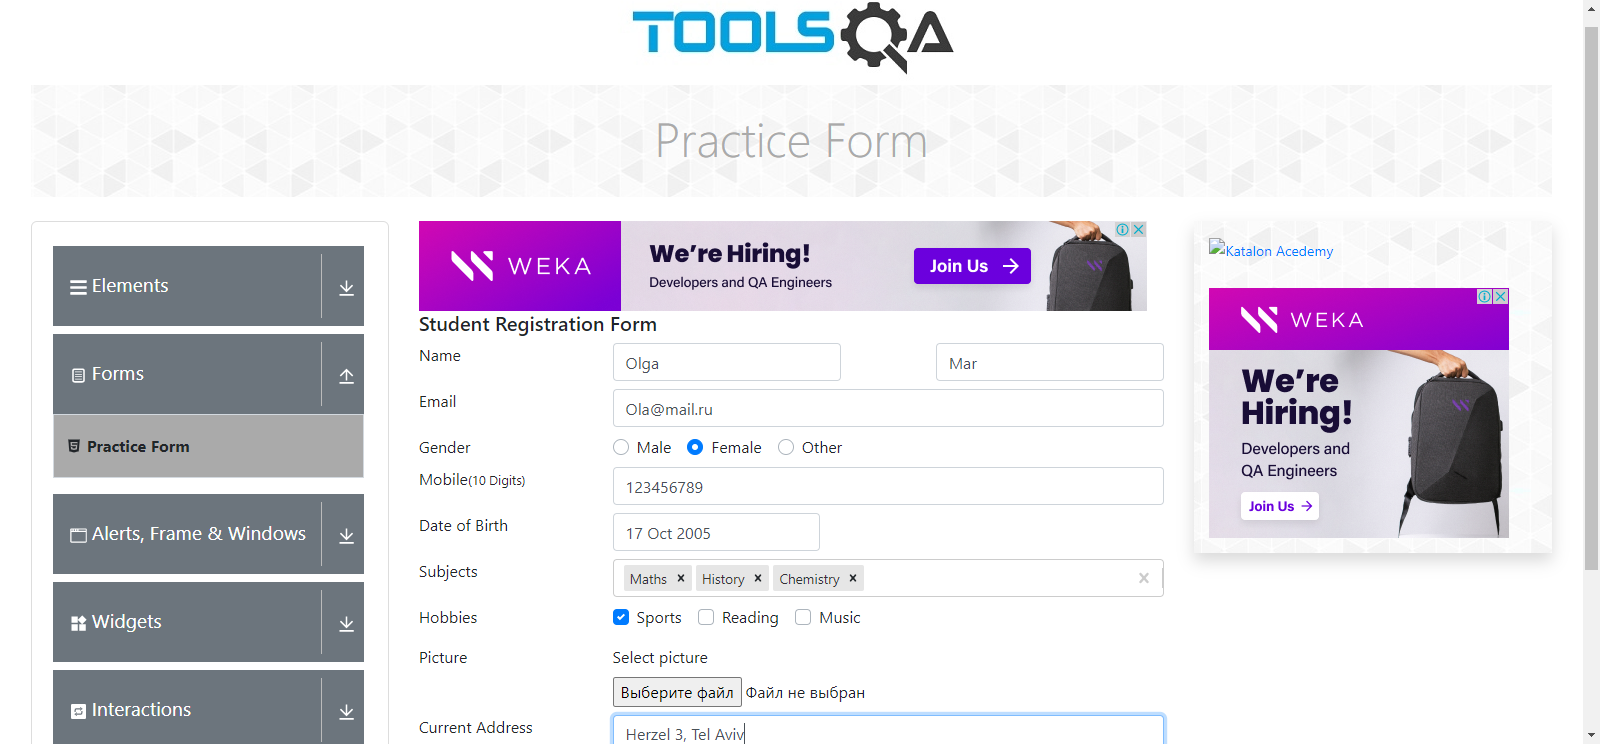 TOOLSQA
Practice Form
Elements
Forms
Practice Form
Alerts, Frame & Windows
Widgets
Interactions
WEKA
We're Hiring!
Developers and QA Engineers
Join Us →
Student Registration Form
Name
Olga
Mar
Email
Ola@mail.ru
Gender
Male
Female
Other
Mobile(10 Digits)
123456789
Date of Birth
17 Oct 2005
Subjects
Maths
History
Chemistry
Hobbies
Sports
Reading
Music
Picture
Select picture
Выберите файл Файл не выбран
Current Address
Herzel 3, Tel Aviv
Katalon Acedemy
WEKA
We're
Hiring!
Developers and
QA Engineers
Join Us →